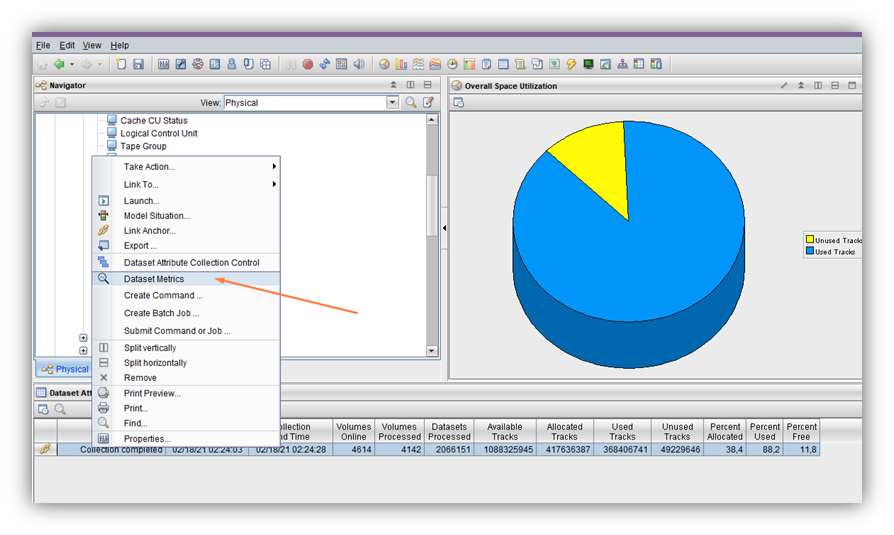 File Edit View Help
Navigator
View: Physical
Cache CU Status
Logical Control Unit
Tape Group
Take Action...
Link To...
Launch...
Model Situation...
Link Anchor...
Export ...
Dataset Attribute Collection Control
Dataset Metrics
Create Command ...
Create Batch Job ...
Submit Command or Job ...
Split vertically
Split horizontally
Remove
Print Preview...
Print...
Find...
Properties...
Physical
Overall Space Utilization
Unused Tracks
Used Tracks
Dataset Att
ollection nd Time Volumes Online Volumes Processed Datasets Processed Available Tracks Allocated Tracks Used Tracks Unused Tracks Percent Allocated Percent Used Percent Free
Collection completed 02/18/21 02:24:03 02/18/21 02:24:28 4614 4142 2066151 1088325945 417636387 368406741 49229646 38,4 88,2 11,8